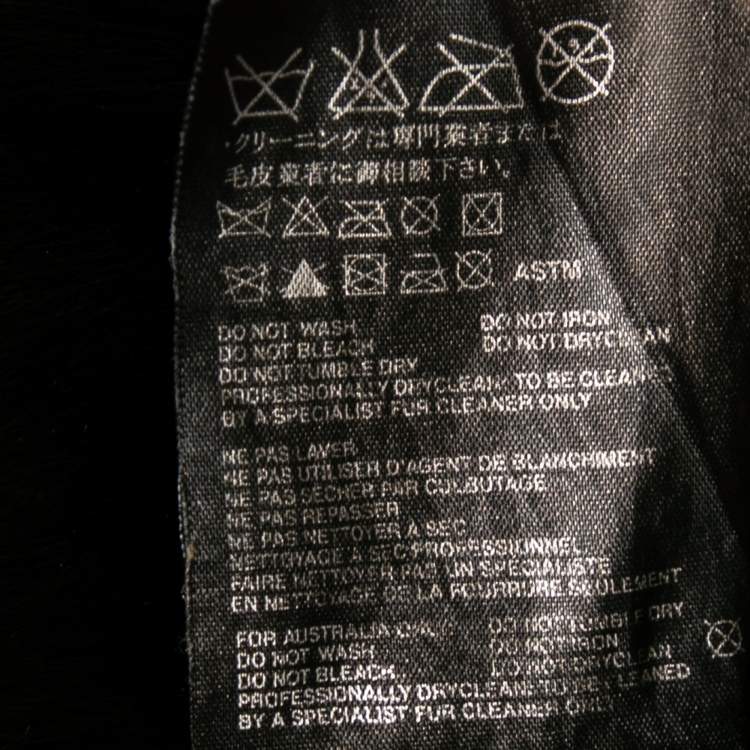 ・クリーニングは専門業者または
毛皮業者に御相談下さい。
ASTM
DO NOT WASH DO NOT IRON
DO NOT BLEACH DO NOT DRYCLEAN
DO NOT TUMBLE DRY
PROFESSIONALLY DRYCLEAN: TO BE CLEANED
BY A SPECIALIST FUR CLEANER ONLY
NE PAS LAVER
NE PAS UTILISER D'AGENT DE BLANCHIMENT
NE PAS SECHER PAR CULBUTAGE
NE PAS REPASSER
NE PAS NETTOYER A SEC
NETTOYAGE A SEC PROFESSIONNEL
FAIRE NETTOYER PAR UN SPECIALISTE
EN NETTOYAGE DE LA FOURRURE SEULEMENT
FOR AUSTRALIA ONLY: DO NOT TUMBLE DRY
DO NOT WASH DO NOT IRON
DO NOT BLEACH DO NOT DRYCLEAN
PROFESSIONALLY DRYCLEAN: TO BE CLEANED
BY A SPECIALIST FUR CLEANER ONLY